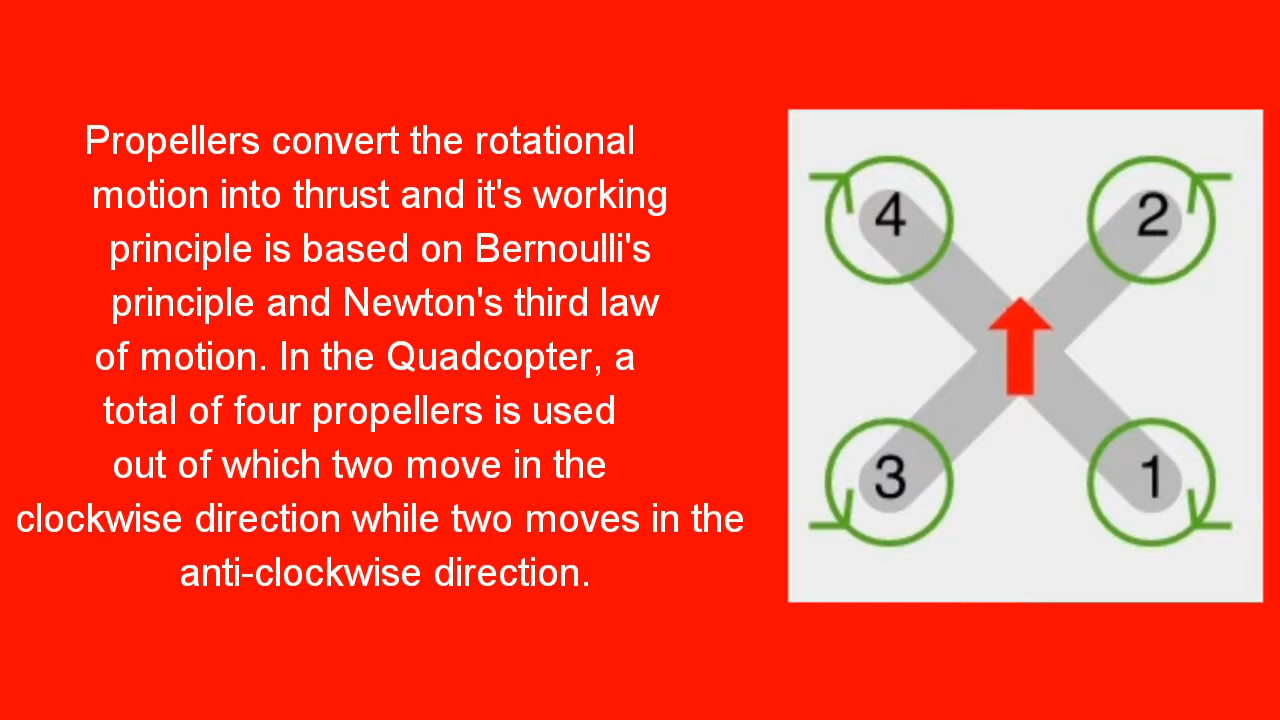 Propellers convert the rotational
motion into thrust and it's working
principle is based on Bernoulli's
principle and Newton's third law
of motion. In the Quadcopter, a
total of four propellers is used
out of which two move in the
clockwise direction while two moves in the
anti-clockwise direction.
4 2
3 1